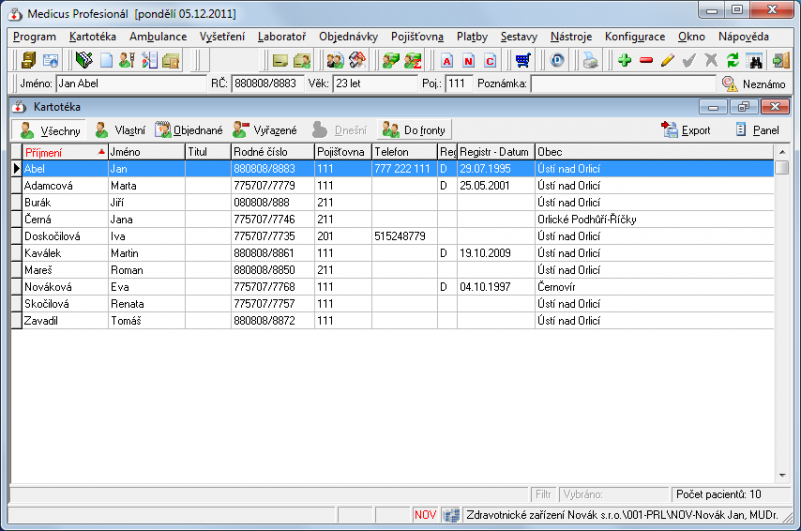 Medicus Profesionál [pondělí 05.12.2011]
Program Kartotéka Ambulance Vyšetření Laboratoř Objednávky Pojišťovna Platby Sestavy Nástroje Konfigurace Okno Nápověda
A N C D
Jméno: Jan Abel RČ: 880808/8883 Věk: 23 let Poj.: 111 Poznámka: Neznámo
Kartotéka
Všechny Vlastní Objednané Vyřazené Dnešní Do fronty Export Panel
Příjmení Jméno Titul Rodné číslo Pojišťovna Telefon Reg Registr - Datum Obec
Abel Jan 880808/8883 111 777 222 111 D 29.07.1995 Ústí nad Orlicí
Adamcová Marta 775707/7779 111 D 25.05.2001 Ústí nad Orlicí
Burák Jiří 080808/888 211 Ústí nad Orlicí
Černá Jana 775707/7746 211 Orlické Podhůří-Říčky
Doskočilová Iva 775707/7735 201 515248779 Ústí nad Orlicí
Kaválek Martin 880808/8861 111 D 19.10.2009 Ústí nad Orlicí
Mareš Roman 880808/8850 211 Ústí nad Orlicí
Nováková Eva 775707/7768 111 D 04.10.1997 Černovír
Skočilová Renata 775707/7757 111 Ústí nad Orlicí
Zavadil Tomáš 880808/8872 111 Ústí nad Orlicí
Filtr Vybráno: Počet pacientů: 10
NOV Zdravotnické zařízení Novák s.r.o.\001-PRL\NOV-Novák Jan, MUDr.